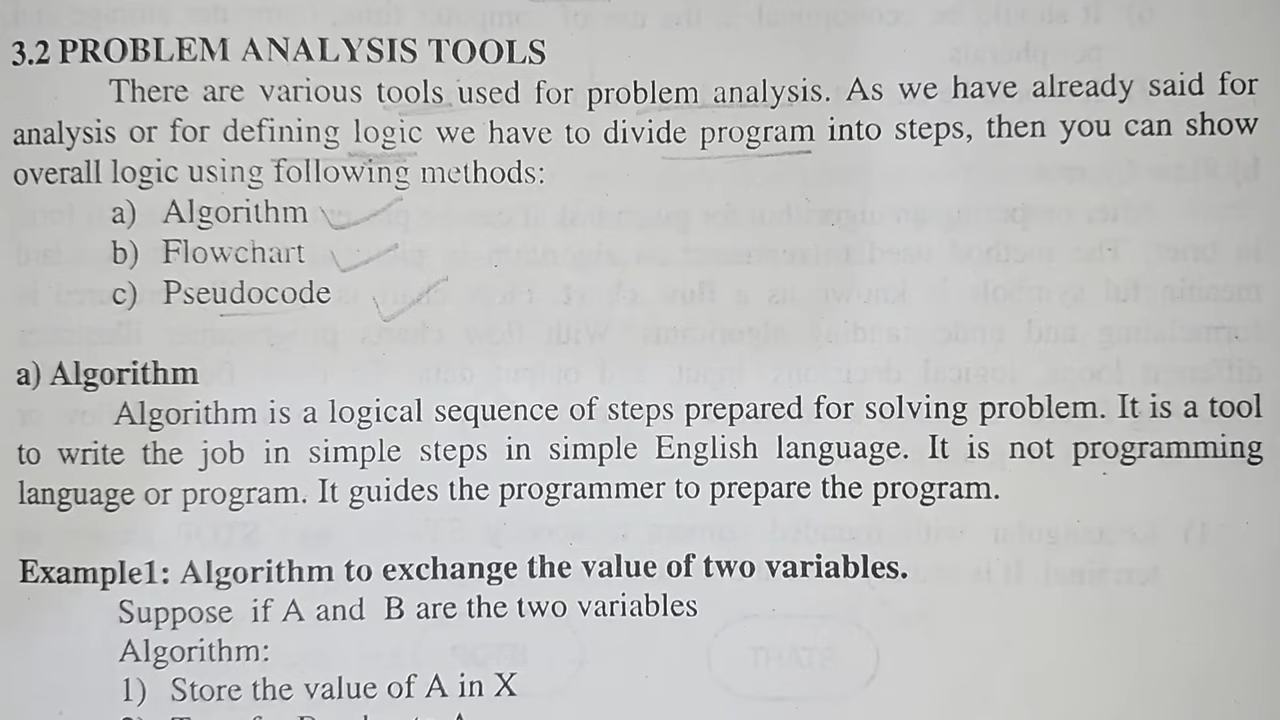 3.2 PROBLEM ANALYSIS TOOLS
There are various tools used for problem analysis. As we have already said for
analysis or for defining logic we have to divide program into steps, then you can show
overall logic using following methods:
a) Algorithm
b) Flowchart
c) Pseudocode
a) Algorithm
Algorithm is a logical sequence of steps prepared for solving problem. It is a tool
to write the job in simple steps in simple English language. It is not programming
language or program. It guides the programmer to prepare the program.
Example1: Algorithm to exchange the value of two variables.
Suppose if A and B are the two variables
Algorithm:
1) Store the value of A in X